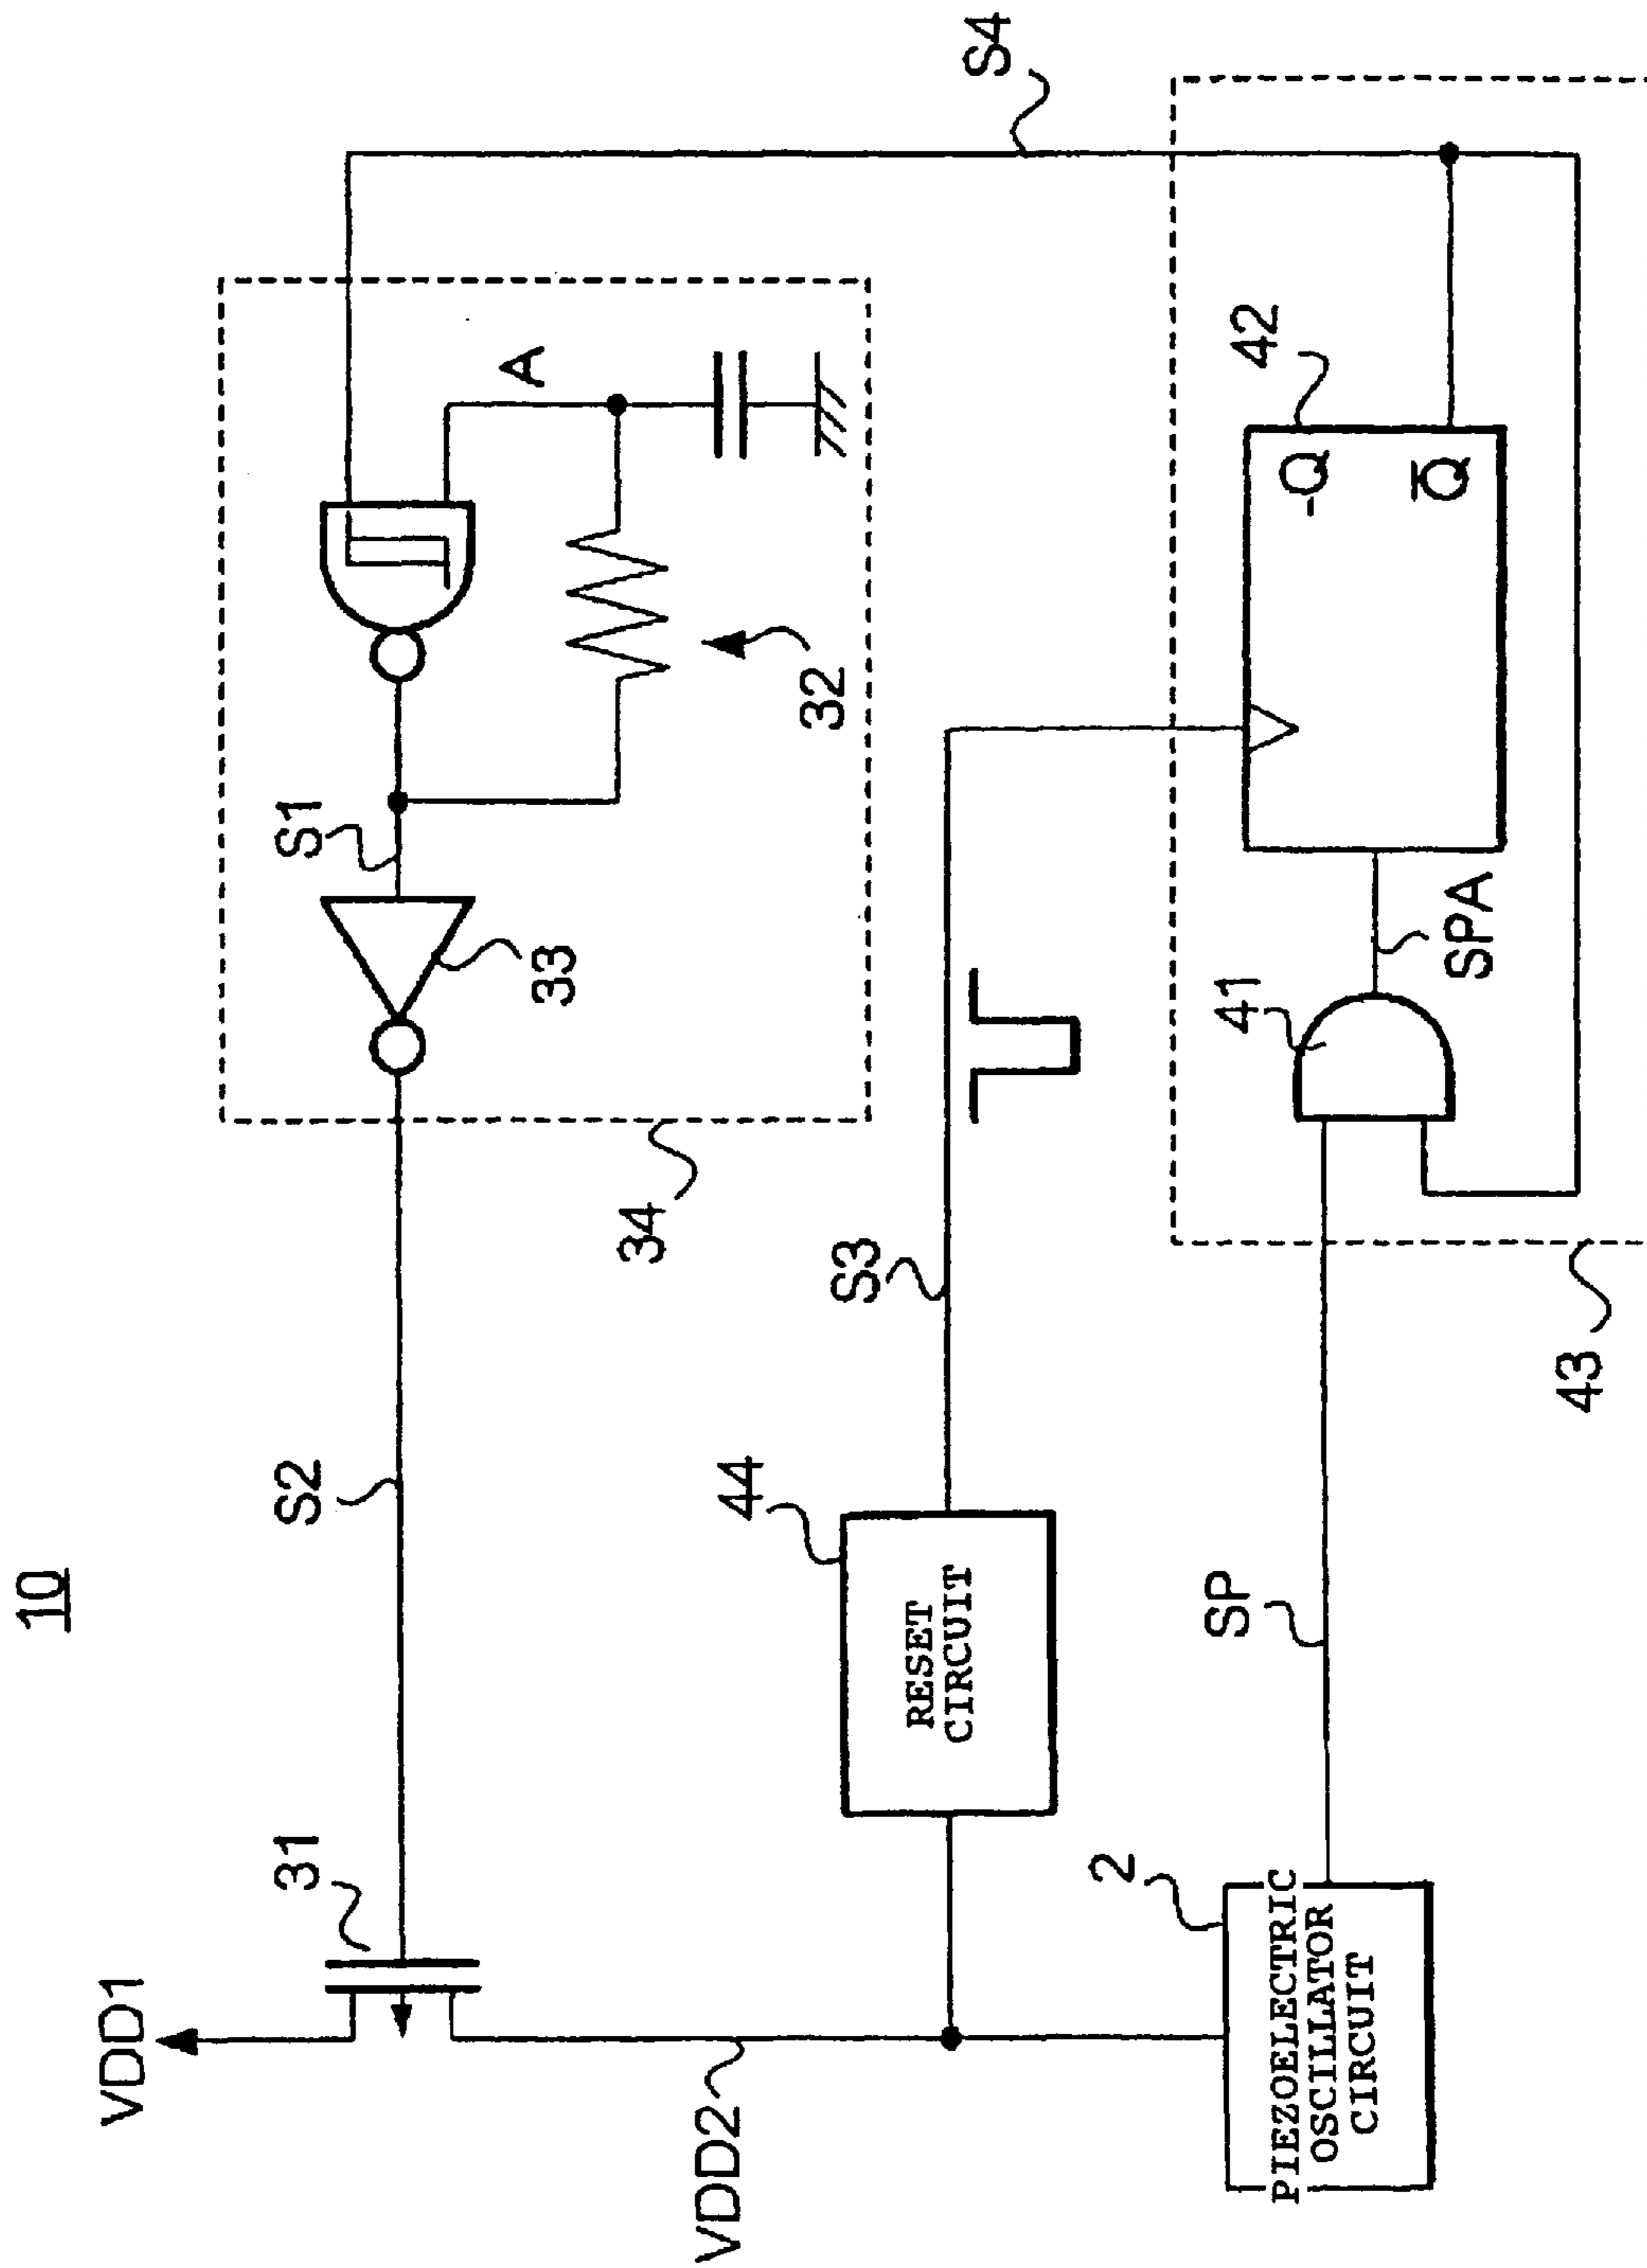 10
VDD1
31
S2
S1
33
A
32
34
S4
VDD2
44
RESET
CIRCUIT
S3
2
PIEZOELECTRIC
OSCILLATOR
CIRCUIT
SP
41
SPA
42
-Q
Q̅
43